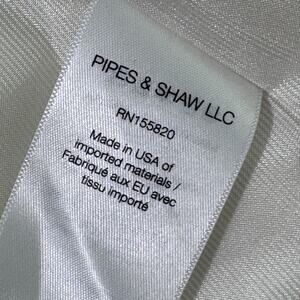 PIPES & SHAW LLC
RN155820
Made in USA of
imported materials /
Fabriqué aux EU avec
tissu importé